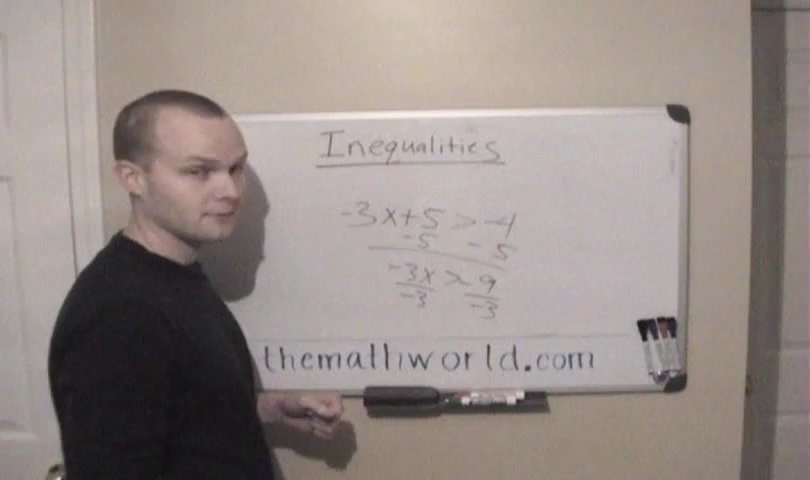 Inequalities
-3x+5 > -4
-5 -5
-3x > 9
-3 -3
themathworld.com